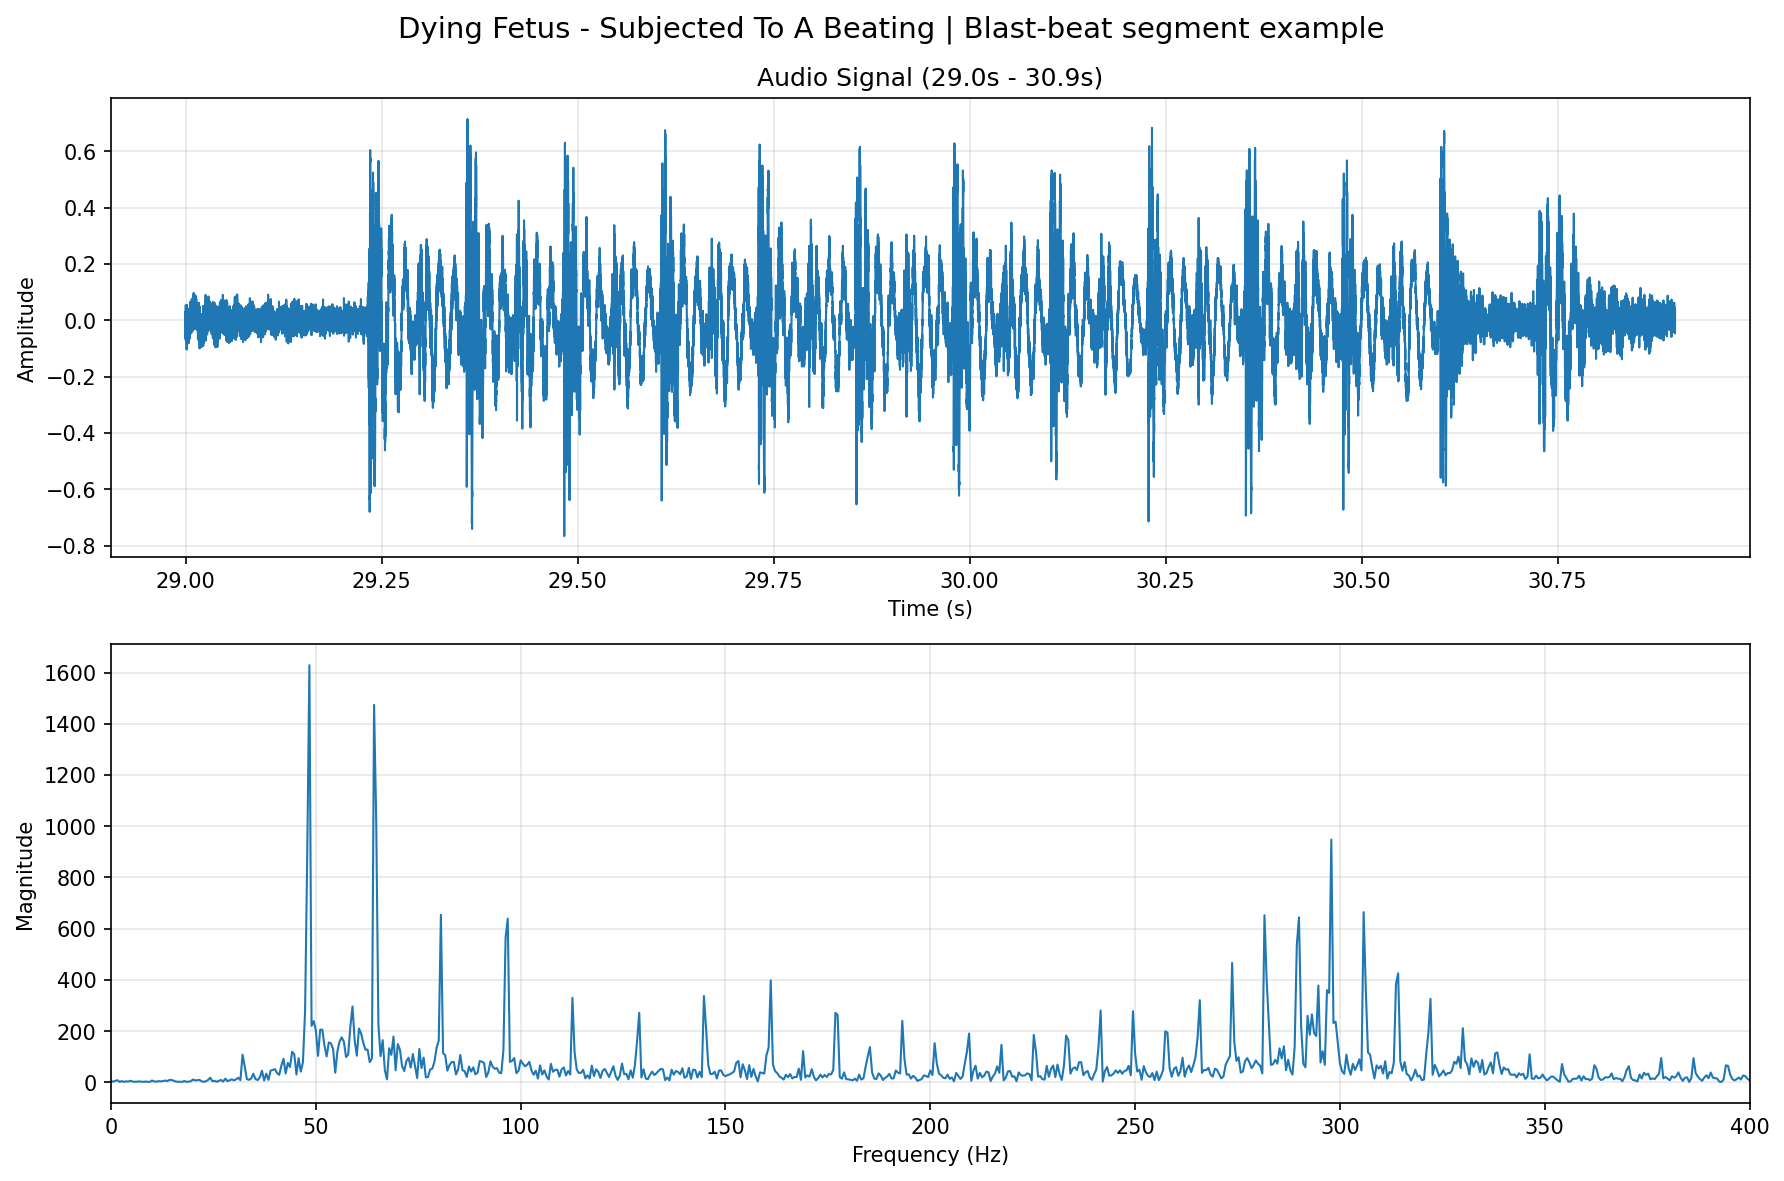 Dying Fetus - Subjected To A Beating | Blast-beat segment example
Audio Signal (29.0s - 30.9s)
Amplitude
0.6
0.4
0.2
0.0
−0.2
−0.4
−0.6
−0.8
29.00 29.25 29.50 29.75 30.00 30.25 30.50 30.75
Time (s)
Magnitude
1600
1400
1200
1000
800
600
400
200
0
0 50 100 150 200 250 300 350 400
Frequency (Hz)